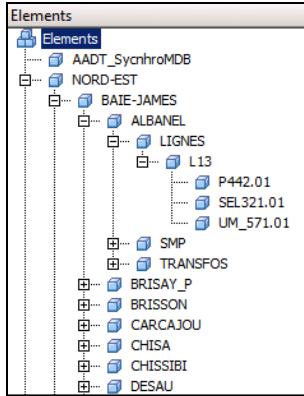 Elements
Elements
AADT_SycnhroMDB
NORD-EST
BAIE-JAMES
ALBANEL
LIGNES
L13
P442.01
SEL321.01
UM_571.01
SMP
TRANSFOS
BRISAY_P
BRISSON
CARCAJOU
CHISA
CHISSIBI
DESAU